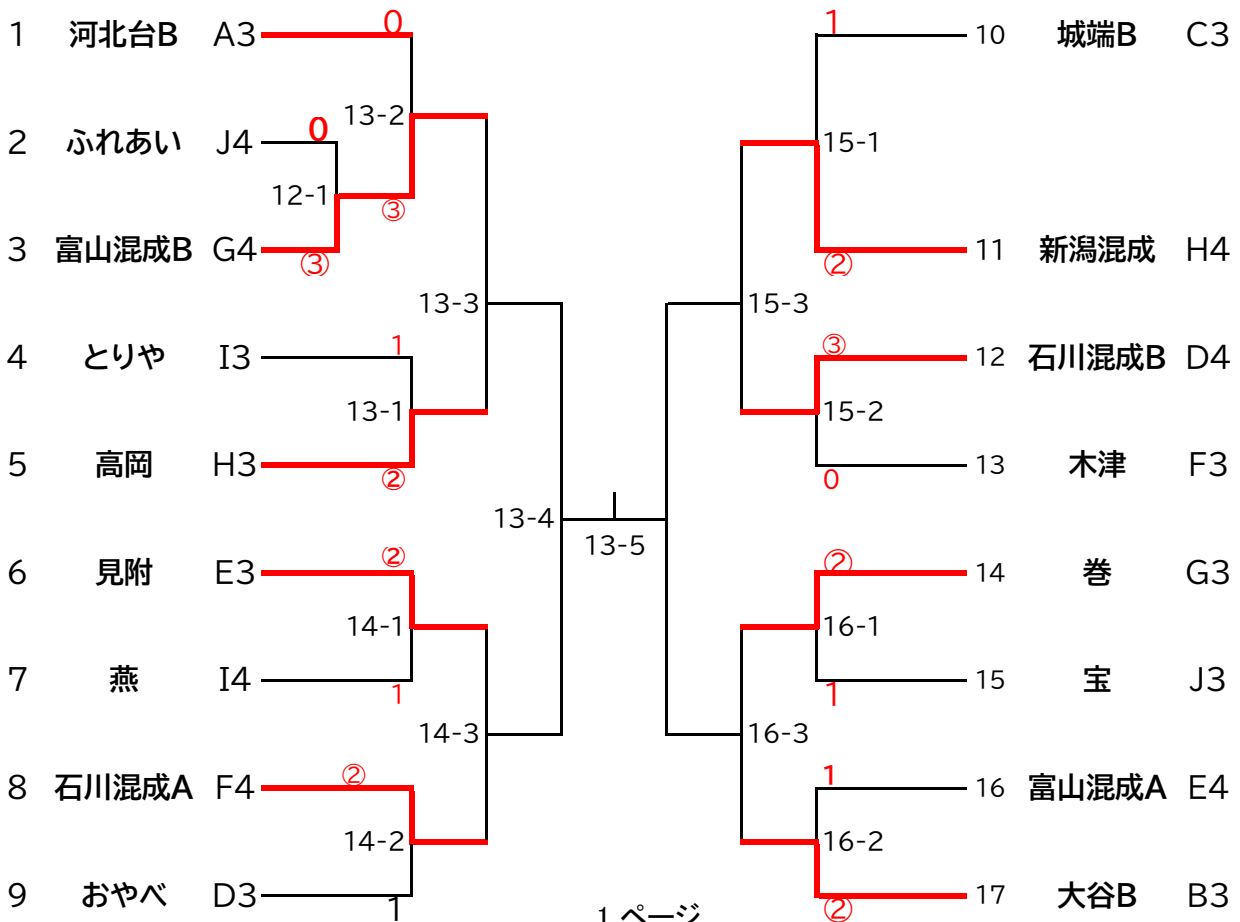 1 河北台B A3 0
2 ふれあい J4 0
13-2
12-1
③
3 富山混成B G4 ③
13-3
4 とりや I3 1
13-1
5 高岡 H3 ②
13-4
6 見附 E3 ②
14-1
7 燕 I4 1
14-3
8 石川混成A F4 ②
14-2
9 おやべ D3 1
13-5
1 10 城端B C3
15-1
② 11 新潟混成 H4
15-3
③ 12 石川混成B D4
15-2
0 13 木津 F3
② 14 巻 G3
16-1
1 15 宝 J3
16-3
1 16 富山混成A E4
16-2
② 17 大谷B B3
1 ページ